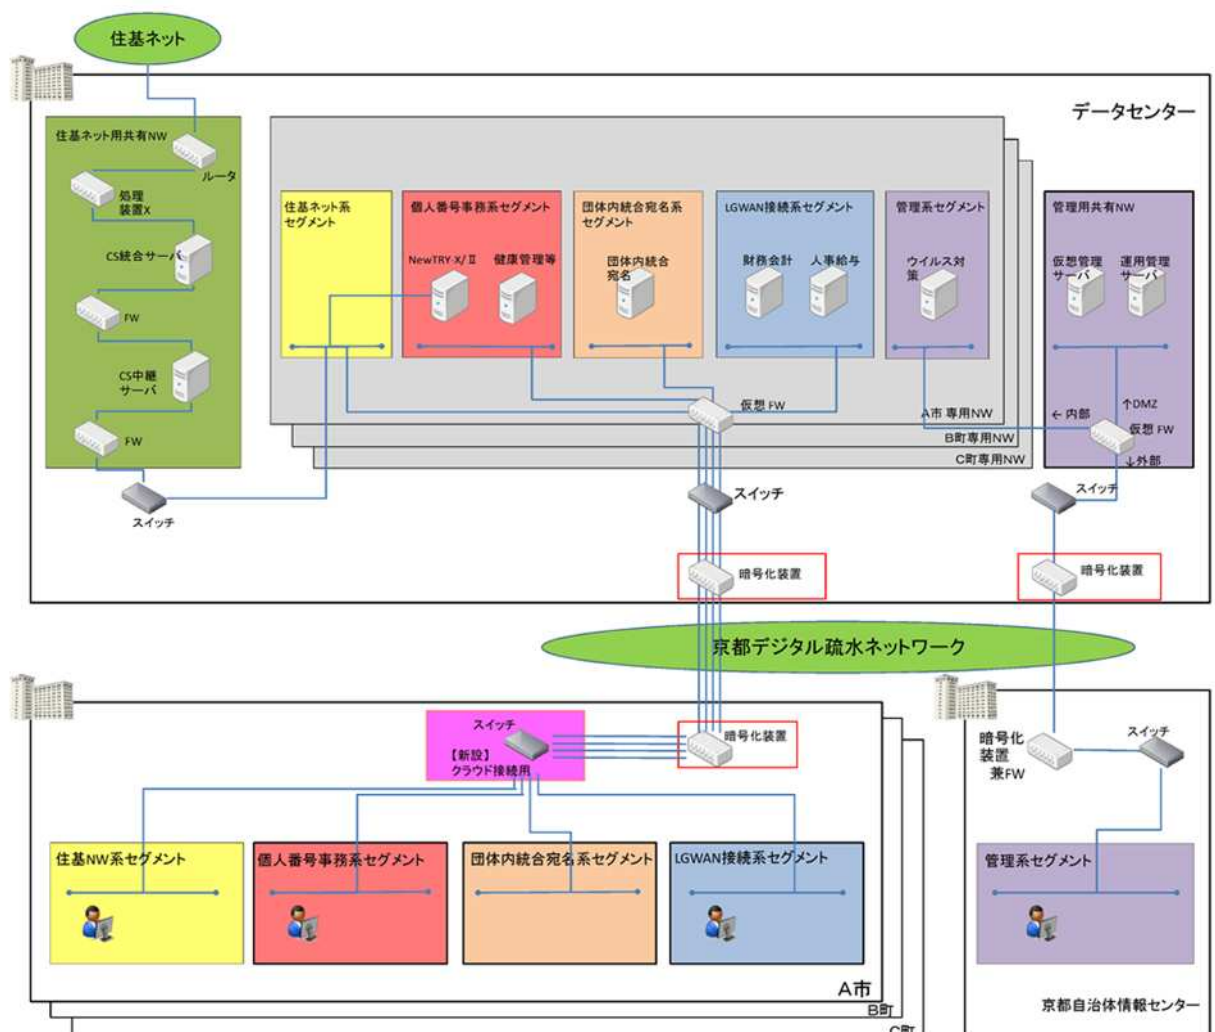 住基ネット
データセンター
住基ネット用共有NW
ルータ
処理
装置X
CS統合サーバ
FW
CS中継
サーバ
FW
スイッチ
住基ネット系
セグメント
個人番号事務系セグメント
NewTRY-X/Ⅱ
健康管理等
団体内統合宛名系
セグメント
団体内統合
宛名
LGWAN接続系セグメント
財務会計
人事給与
管理系セグメント
ウイルス対
策
仮想 FW
A市 専用NW
B町専用NW
C町専用NW
管理用共有NW
仮想管理
サーバ
運用管理
サーバ
↑DMZ
←内部
仮想 FW
↓外部
スイッチ
スイッチ
暗号化装置
暗号化装置
京都デジタル疏水ネットワーク
スイッチ
【新設】
クラウド接続用
暗号化装置
住基NW系セグメント
個人番号事務系セグメント
団体内統合宛名系セグメント
LGWAN接続系セグメント
A市
B町
C町
暗号化
装置
兼FW
スイッチ
管理系セグメント
京都自治体情報センター